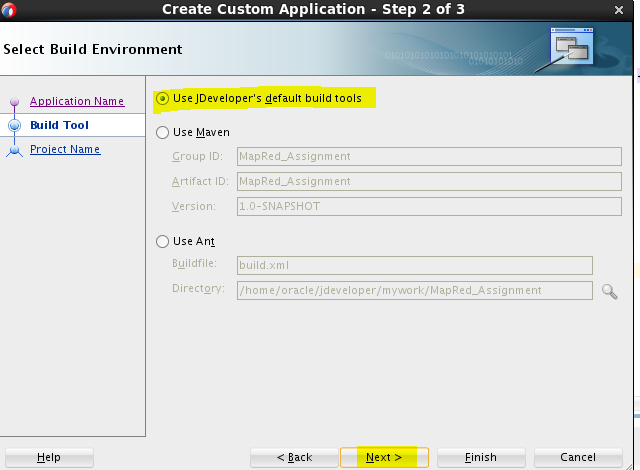 Create Custom Application - Step 2 of 3
Select Build Environment
Application Name
Build Tool
Project Name
Use JDeveloper's default build tools
Use Maven
Group ID: MapRed_Assignment
Artifact ID: MapRed_Assignment
Version: 1.0-SNAPSHOT
Use Ant
Buildfile: build.xml
Directory: /home/oracle/jdeveloper/mywork/MapRed_Assignment
Help
< Back
Next >
Finish
Cancel